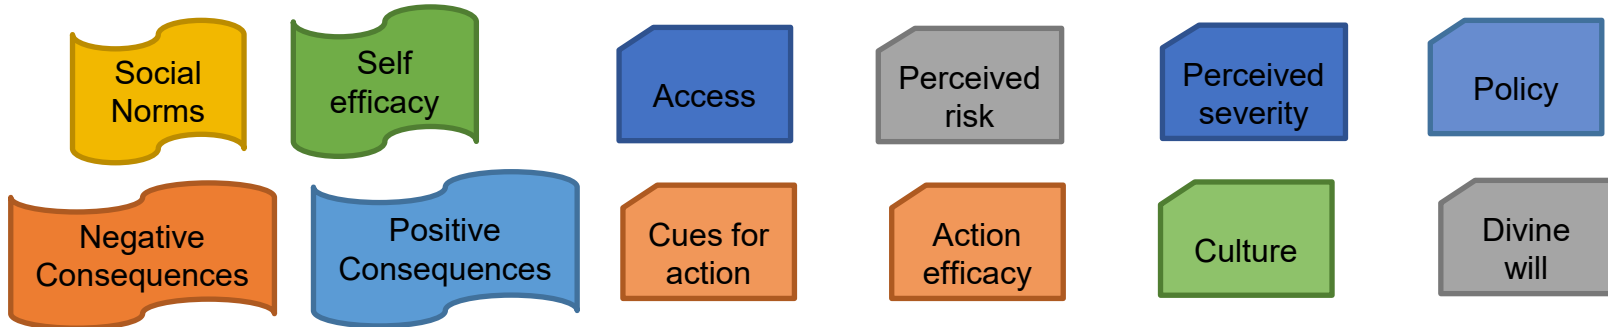 Social
Norms
Self
efficacy
Access
Perceived
risk
Perceived
severity
Policy
Negative
Consequences
Positive
Consequences
Cues for
action
Action
efficacy
Culture
Divine
will